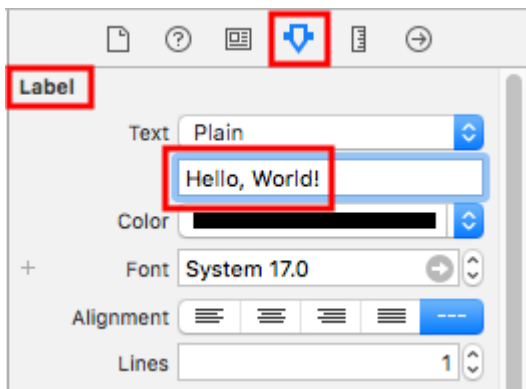 Label
Text Plain
Hello, World!
Color
Font System 17.0
Alignment
Lines 1